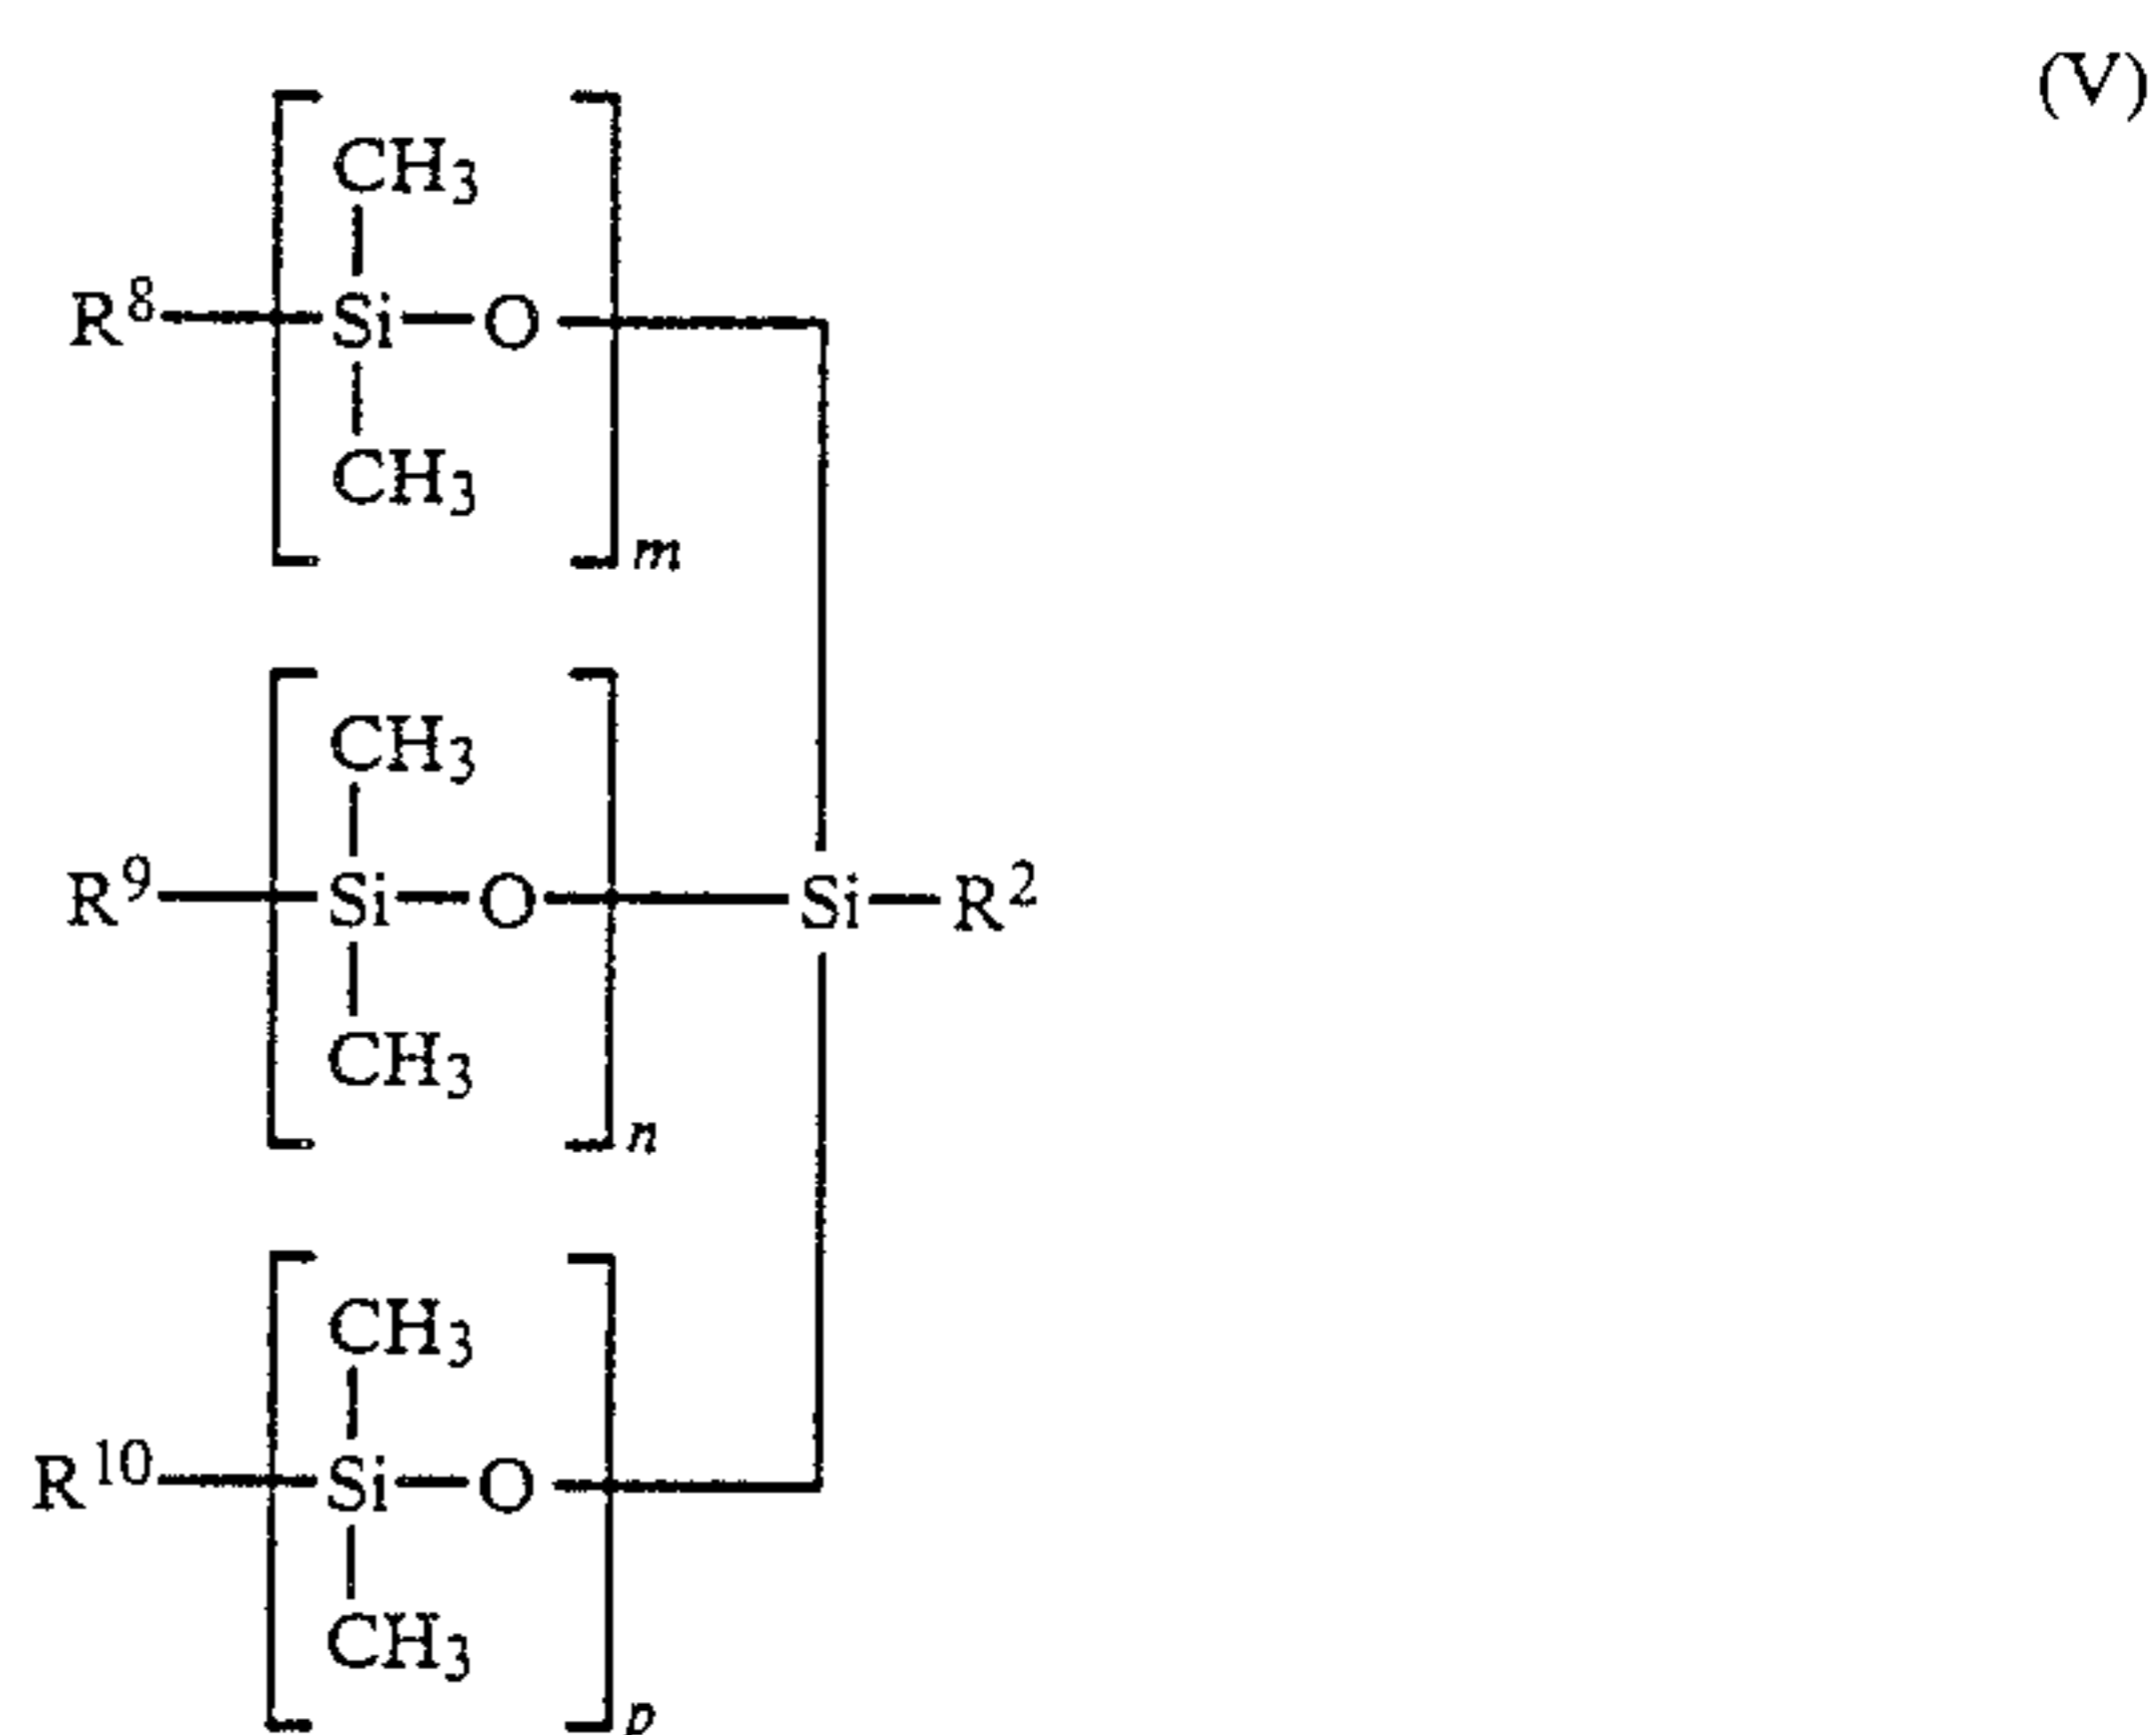 (V)
CH₃
R⁸ Si O
CH₃
m
CH₃
R⁹ Si O Si R²
CH₃
n
CH₃
R¹⁰ Si O
CH₃
p